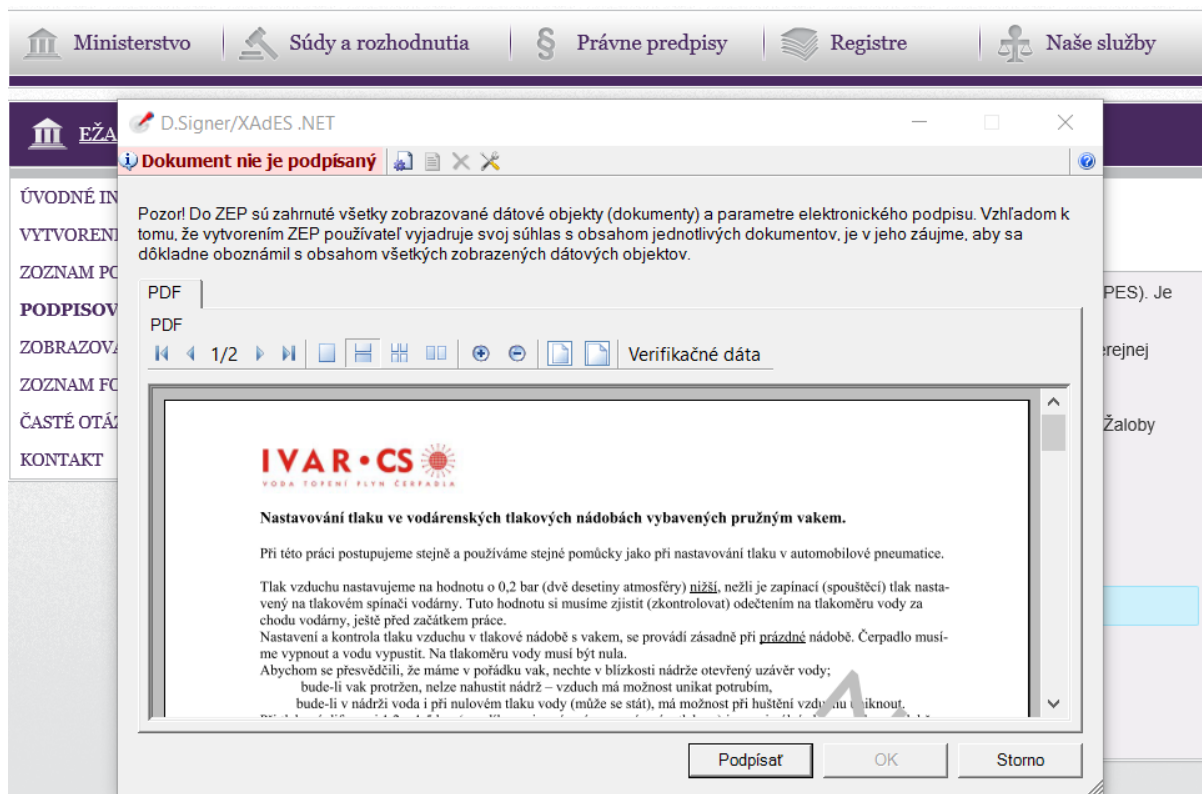 Ministerstvo
Súdy a rozhodnutia
§ Právne predpisy
Registre
Naše služby
EŽA
D.Signer/XAdES .NET
Dokument nie je podpísaný
ÚVODNÉ IN
VYTVORENI
ZOZNAM PO
PODPISOV
ZOBRAZOVA
ZOZNAM FO
ČASTÉ OTÁZ
KONTAKT
Pozor! Do ZEP sú zahrnuté všetky zobrazované dátové objekty (dokumenty) a parametre elektronického podpisu. Vzhľadom k
tomu, že vytvorením ZEP používateľ vyjadruje svoj súhlas s obsahom jednotlivých dokumentov, je v jeho záujme, aby sa
dôkladne oboznámil s obsahom všetkých zobrazených dátových objektov.
PDF
PDF
1/2
Verifikačné dáta
IVAR•CS
VODA TOPENÍ PLYN ČERPADLA
Nastavování tlaku ve vodárenských tlakových nádobách vybavených pružným vakem.
Při této práci postupujeme stejně a používáme stejné pomůcky jako při nastavování tlaku v automobilové pneumatice.
Tlak vzduchu nastavujeme na hodnotu o 0,2 bar (dvě desetiny atmosféry) nižší, nežli je zapínací (spouštěcí) tlak nasta-
vený na tlakovém spínači vodárny. Tuto hodnotu si musíme zjistit (zkontrolovat) odečtením na tlakoměru vody za
chodu vodárny, ještě před začátkem práce.
Nastavení a kontrola tlaku vzduchu v tlakové nádobě s vakem, se provádí zásadně při prázdné nádobě. Čerpadlo musí-
me vypnout a vodu vypustit. Na tlakoměru vody musí být nula.
Abychom se přesvědčili, že máme v pořádku vak, nechte v blízkosti nádrže otevřený uzávěr vody;
bude-li vak protržen, nelze nahustit nádrž – vzduch má možnost unikat potrubím,
bude-li v nádrži voda i při nulovém tlaku vody (může se stát), má možnost při huštění vzduchu uniknout.
PES). Je
erejnej
Žaloby
Podpísať
OK
Storno